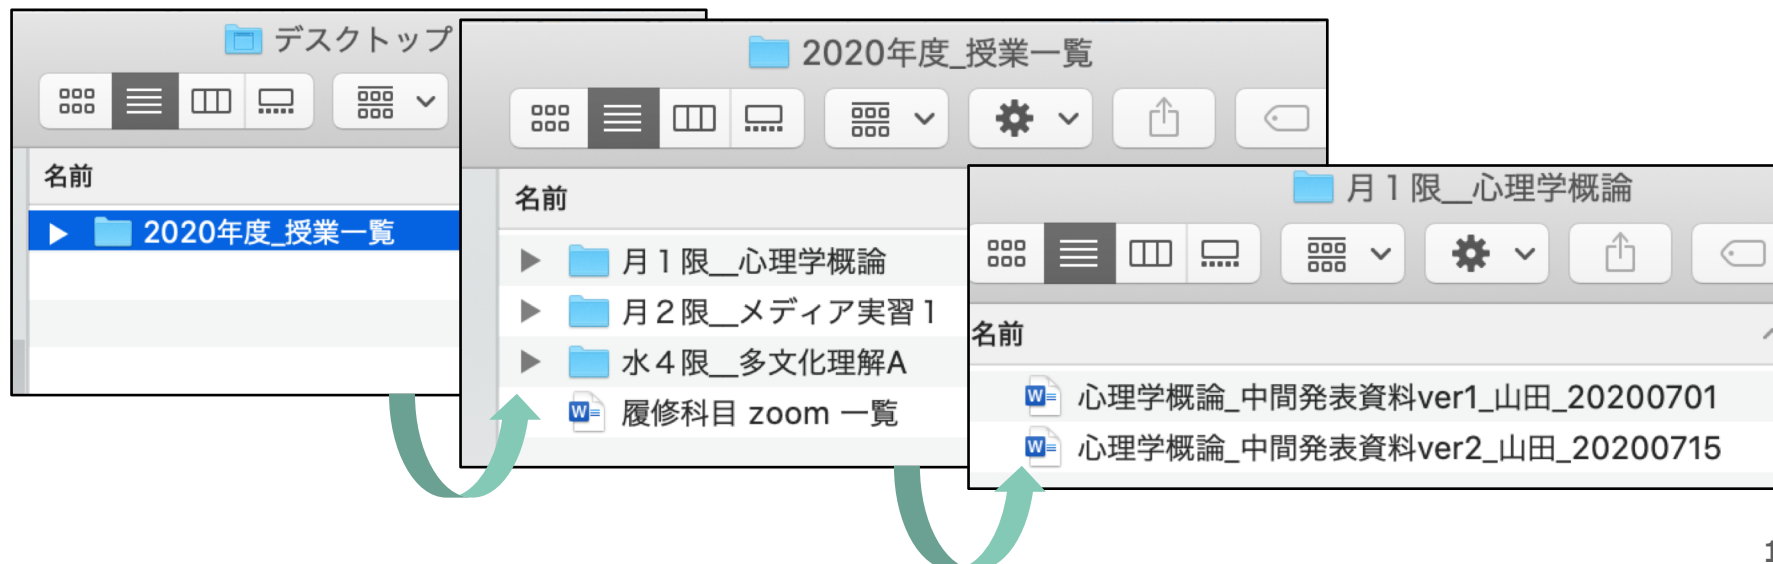 デスクトップ
名前
2020年度_授業一覧
2020年度_授業一覧
名前
月1限__心理学概論
月2限__メディア実習1
水4限__多文化理解A
履修科目 zoom 一覧
月1限__心理学概論
名前
心理学概論_中間発表資料ver1_山田_20200701
心理学概論_中間発表資料ver2_山田_20200715